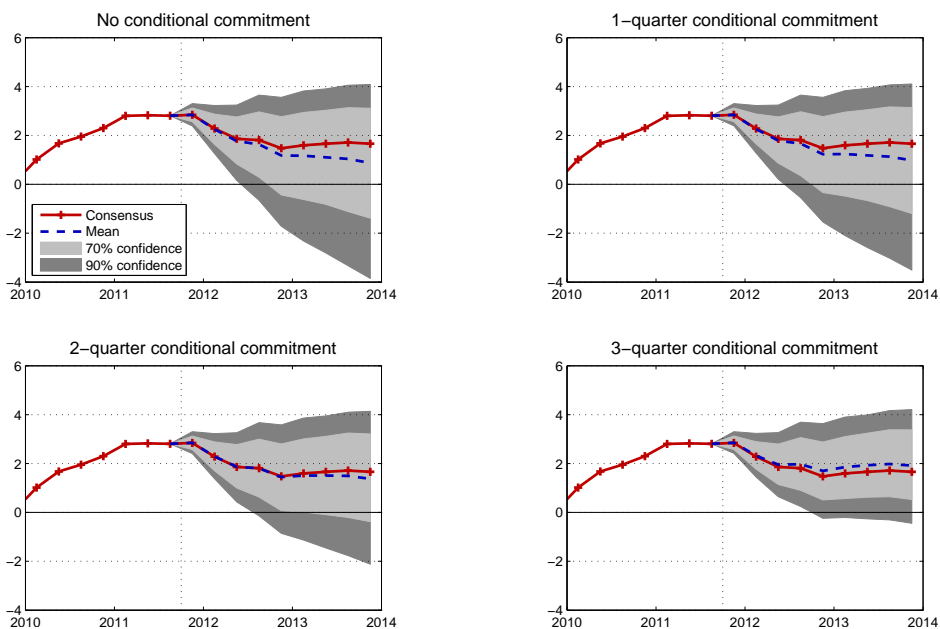 No conditional commitment
6
4
2
0
−2
−4
2010 2011 2012 2013 2014
Consensus
Mean
70% confidence
90% confidence
1−quarter conditional commitment
6
4
2
0
−2
−4
2010 2011 2012 2013 2014
2−quarter conditional commitment
6
4
2
0
−2
−4
2010 2011 2012 2013 2014
3−quarter conditional commitment
6
4
2
0
−2
−4
2010 2011 2012 2013 2014